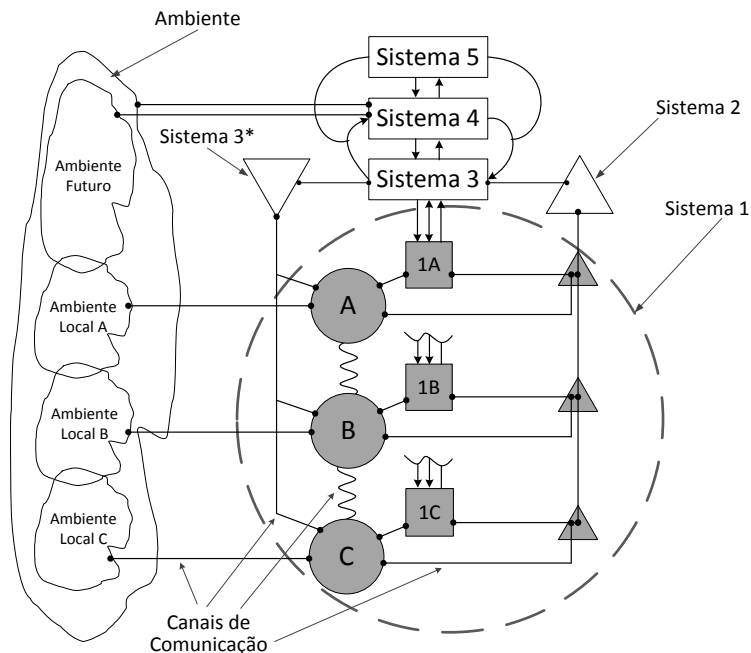 Ambiente
Sistema 5
Sistema 4
Sistema 3*
Sistema 2
Ambiente
Futuro
Sistema 3
Sistema 1
1A
Ambiente
Local A
A
1B
Ambiente
Local B
B
1C
Ambiente
Local C
C
Canais de
Comunicação